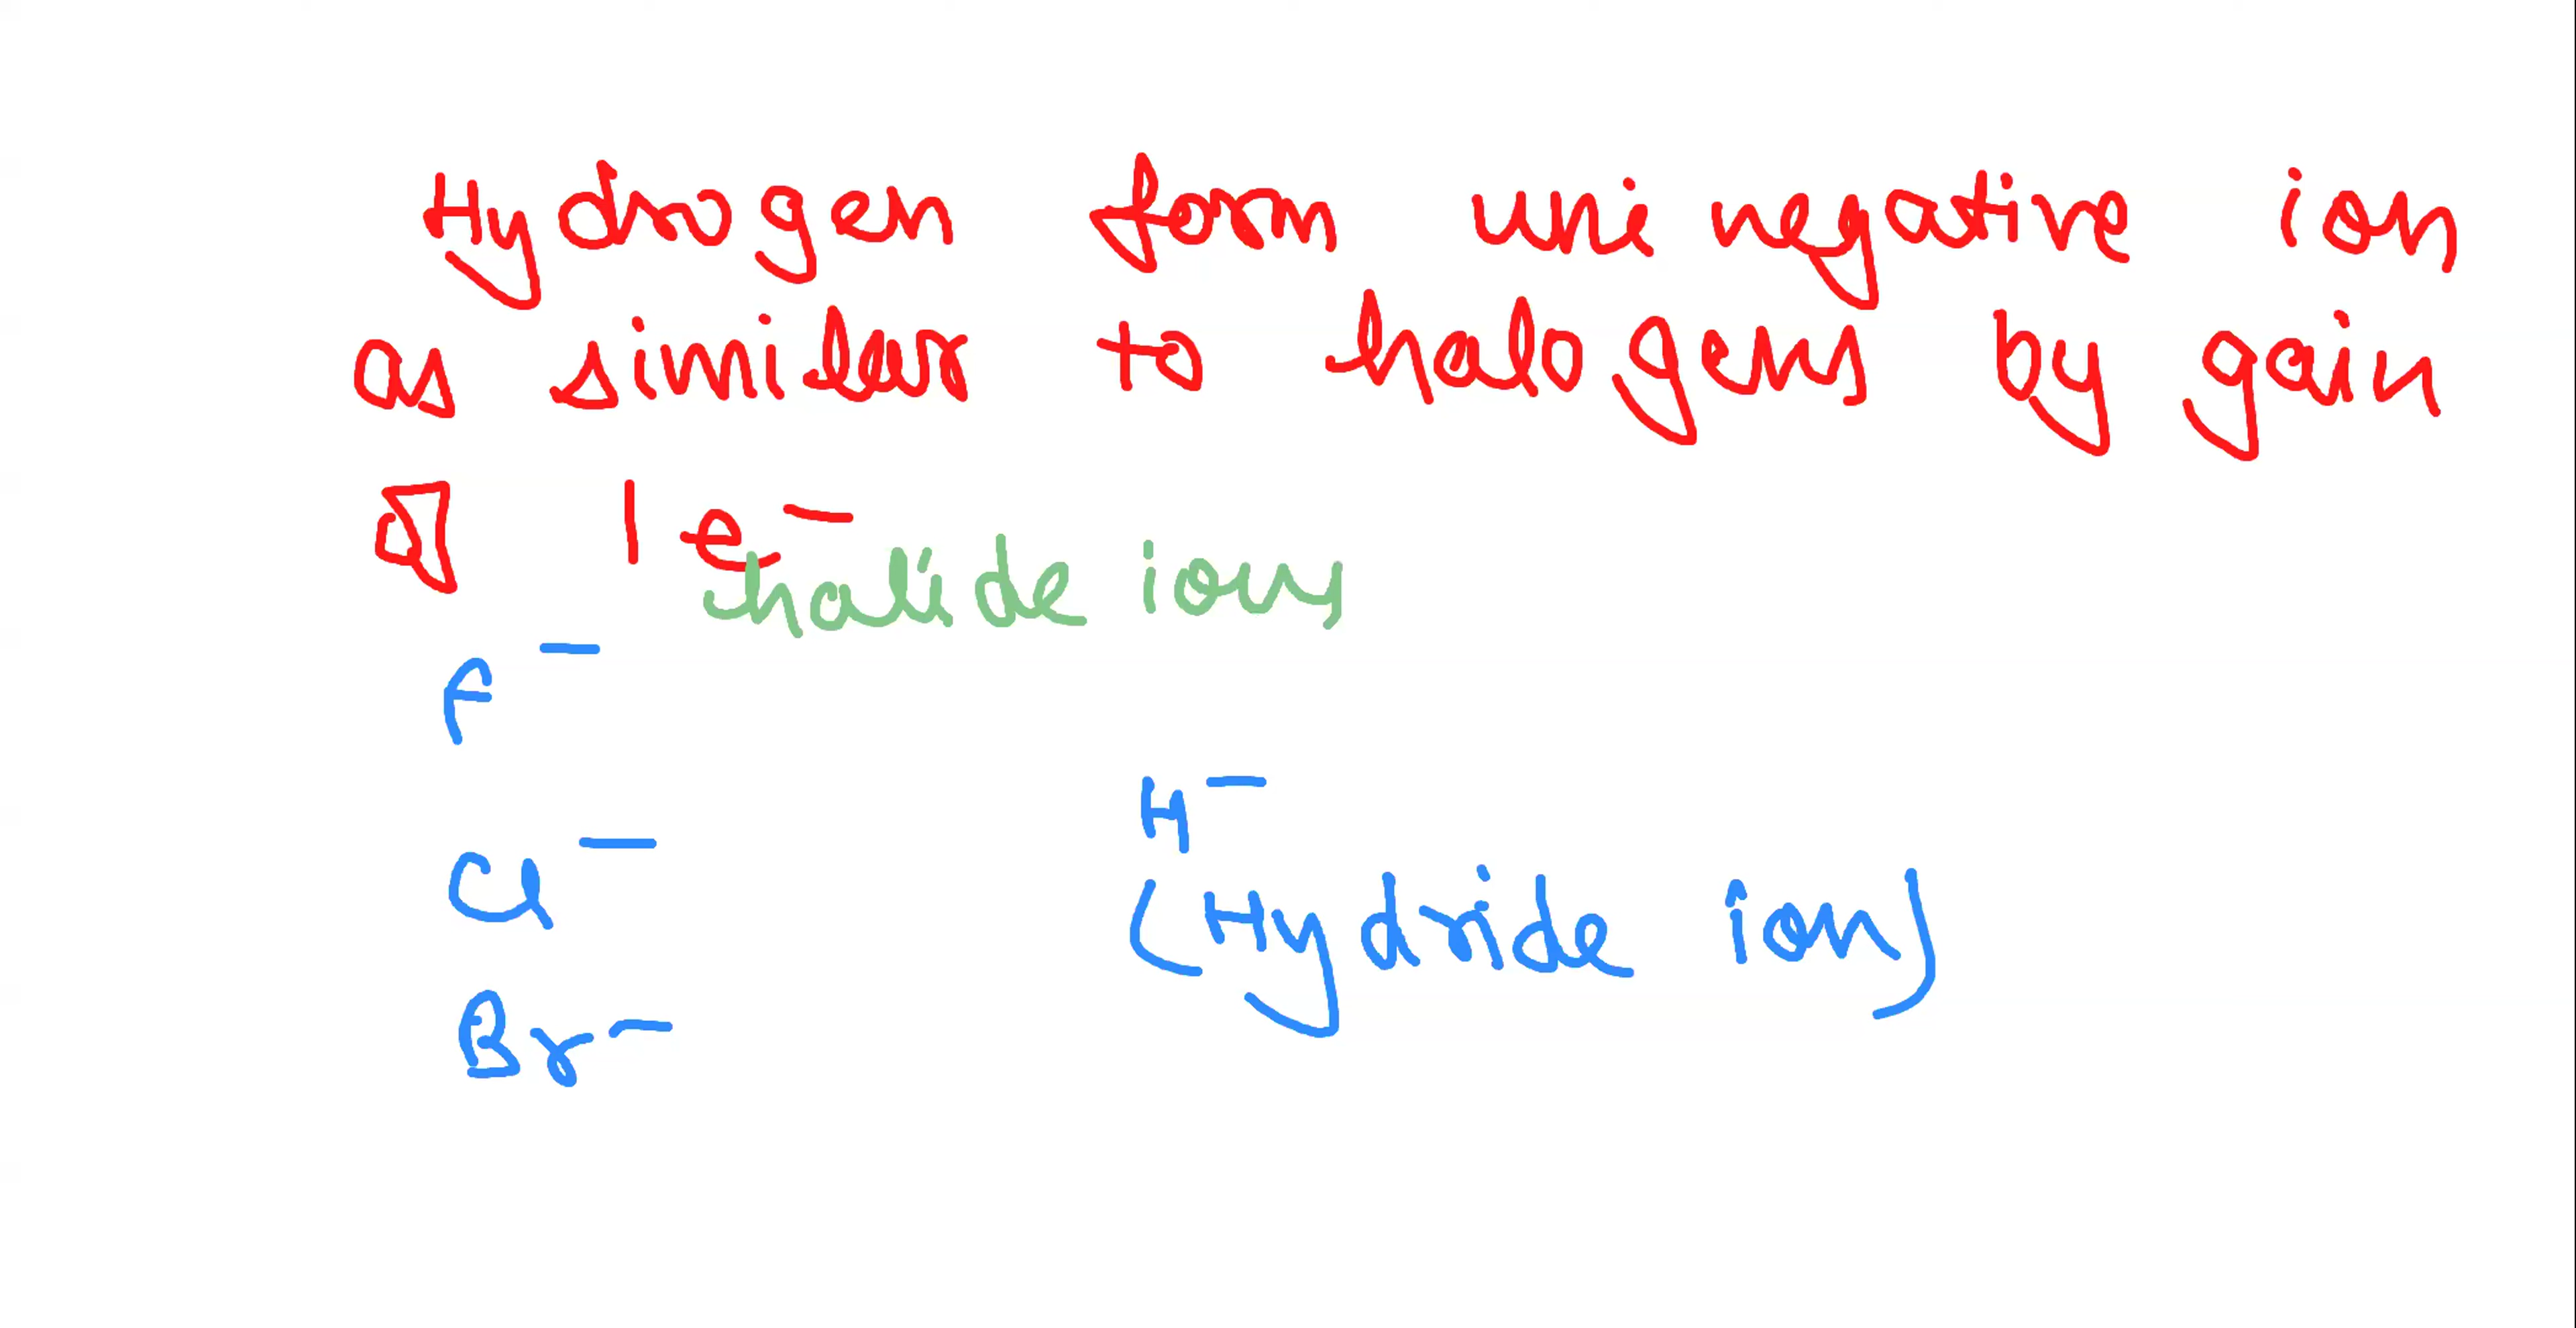 Hydrogen form uninegative ion
as similar to halogens by gain
of 1e⁻
halide ions
F⁻
H⁻
Cl⁻
(Hydride ion)
Br⁻